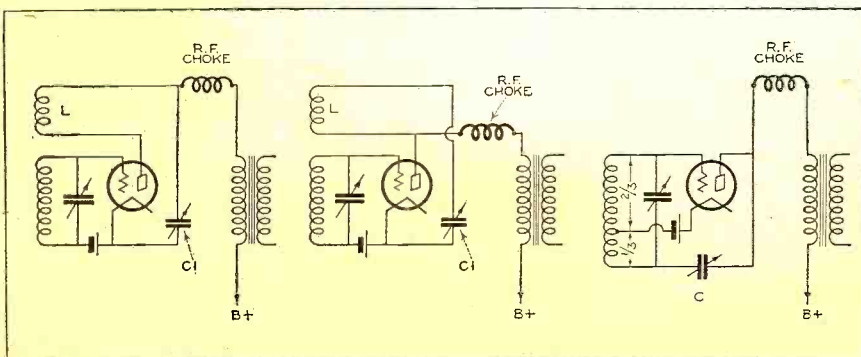 R.F.
CHOKE
L
C1
B+
R.F.
CHOKE
L
C1
B+
R.F.
CHOKE
2/3
1/3
C
B+